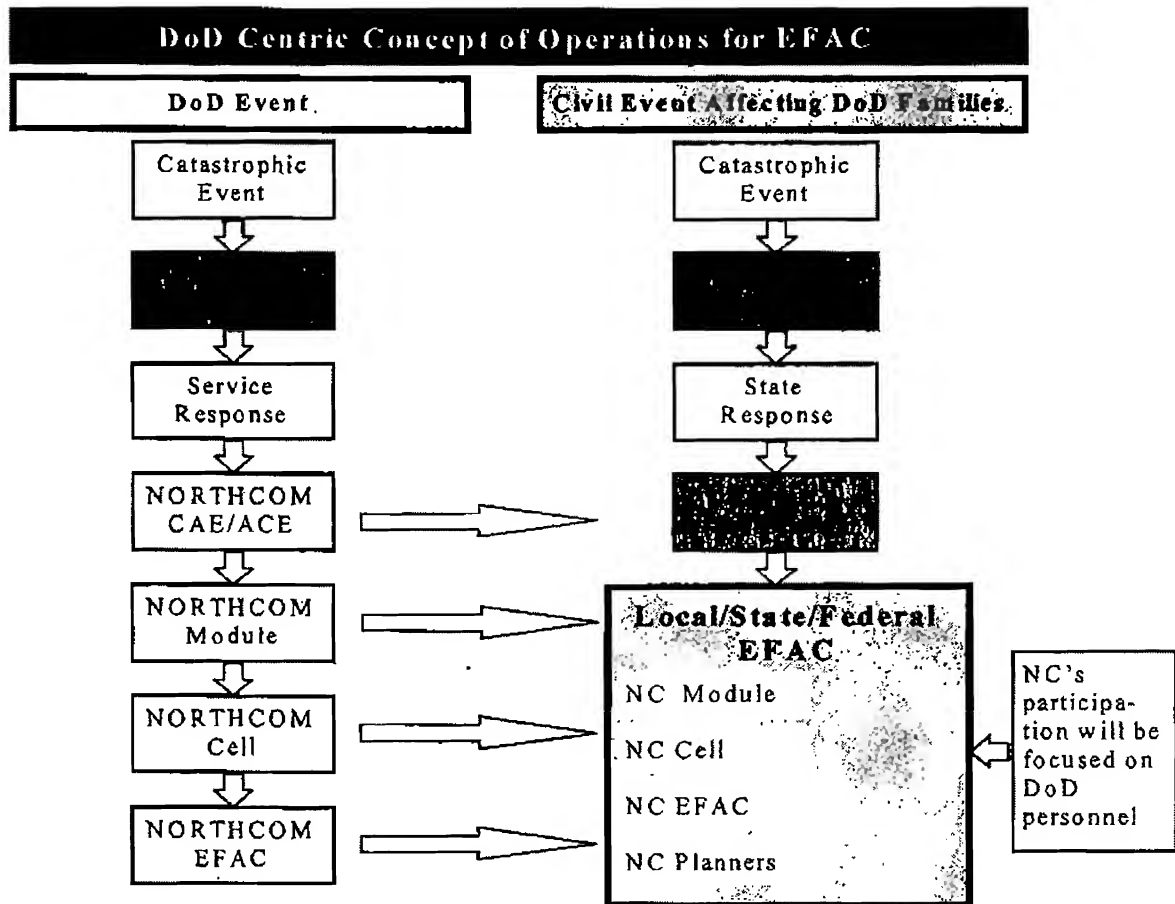 DoD Centric Concept of Operations for EFAC
DoD Event
Civil Event Affecting DoD Families
Catastrophic
Event
Service
Response
NORTHCOM
CAE/ACE
NORTHCOM
Module
NORTHCOM
Cell
NORTHCOM
EFAC
Catastrophic
Event
State
Response
Local/State/Federal
EFAC
NC Module
NC Cell
NC EFAC
NC Planners
NC's
participa-
tion will be
focused on
DoD
personnel